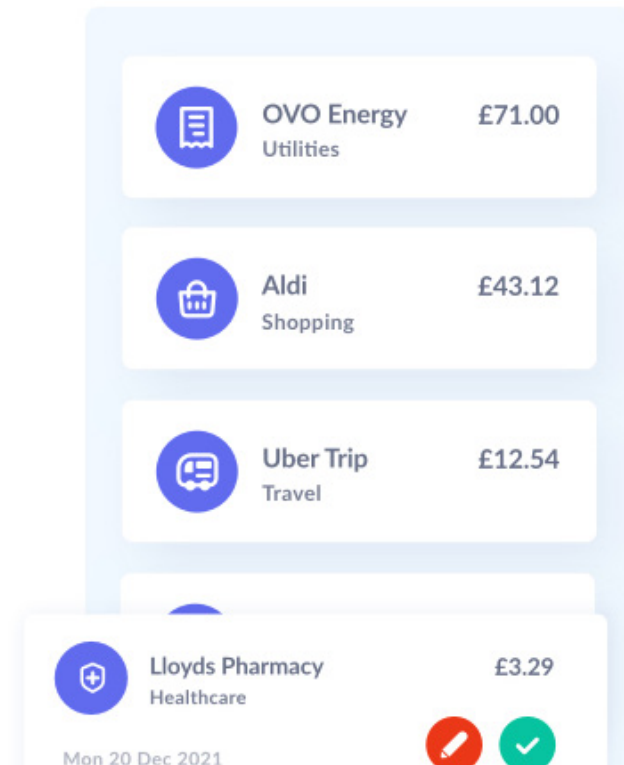 OVO Energy £71.00
Utilities
Aldi £43.12
Shopping
Uber Trip £12.54
Travel
Lloyds Pharmacy £3.29
Healthcare
Mon 20 Dec 2021